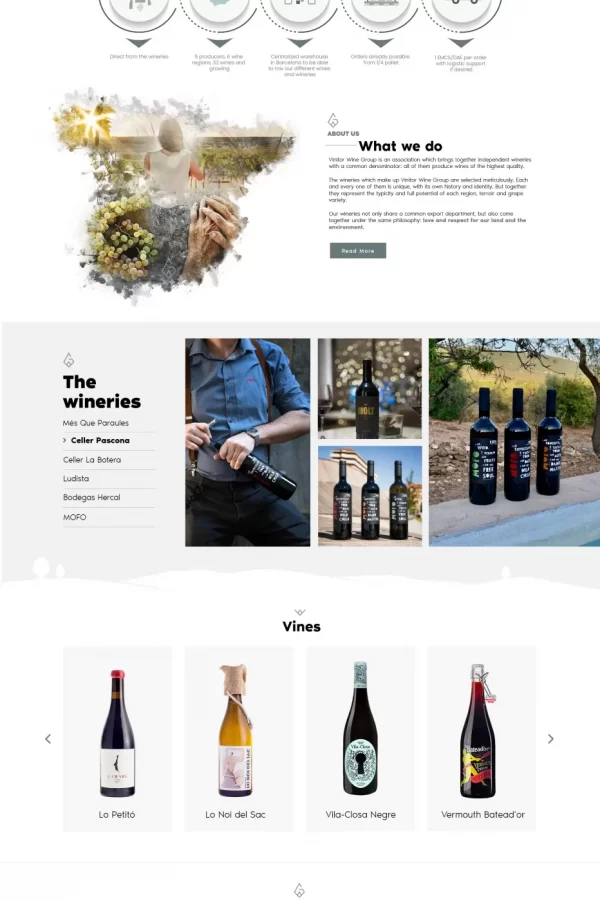 Direct from the wineries
5 producers, 6 wine
regions, 32 wines and
growing.
Centralised warehouse
in Barcelona to be able
to mix our different wines
and wineries
Orders already possible
from 1/4 pallet.
with logistic support
if desired
ABOUT US
What we do
Vinitor Wine Group is an association which brings together independent wineries
with a common denominator: all of them produce wines of the highest quality.
The wineries which make up Vinitor Wine Group are selected meticulously. Each
and every one of them is unique, with its own history and identity. But together
they represent the typicity and full potential of each region, terroir and grape
variety.
Our wineries not only share a common export department, but also come
together under the same philosophy: love and respect for our land and the
environment.
Read More
The
wineries
Més Que Paraules
Celler Pascona
Celler La Botera
Ludista
Bodegas Hercal
MOFO
Vines
Vila-Closa
Bateador
Lo Petitó
Lo Noi del Sac
Vila-Closa Negre
Vermouth Batead'or